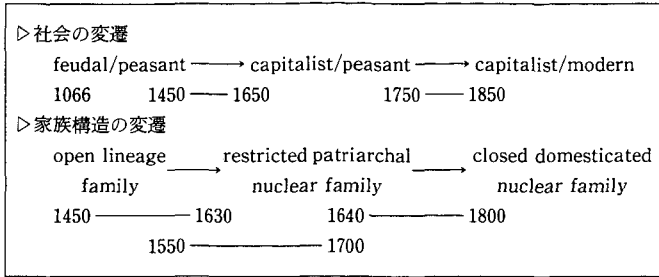 ▷社会の変遷
feudal/peasant ⟶ capitalist/peasant ⟶ capitalist/modern
1066 1450 — 1650 1750 — 1850
▷家族構造の変遷
open lineage ⟶ restricted patriarchal ⟶ closed domesticated
family nuclear family nuclear family
1450 — 1630 1640 — 1800
1550 — 1700